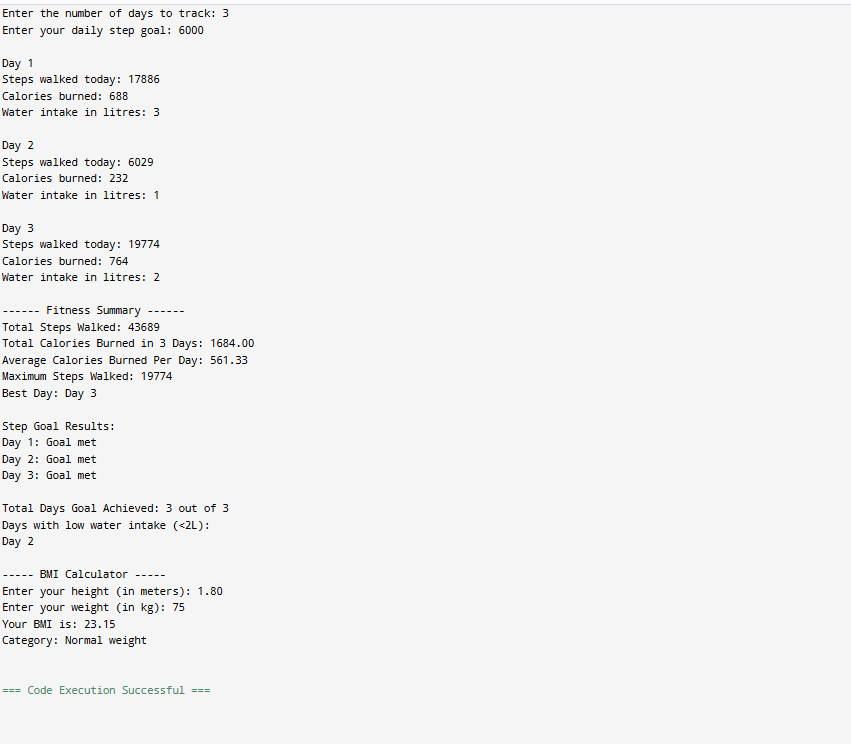 Enter the number of days to track: 3
Enter your daily step goal: 6000
Day 1
Steps walked today: 17886
Calories burned: 688
Water intake in litres: 3
Day 2
Steps walked today: 6029
Calories burned: 232
Water intake in litres: 1
Day 3
Steps walked today: 19774
Calories burned: 764
Water intake in litres: 2
------ Fitness Summary ------
Total Steps Walked: 43689
Total Calories Burned in 3 Days: 1684.00
Average Calories Burned Per Day: 561.33
Maximum Steps Walked: 19774
Best Day: Day 3
Step Goal Results:
Day 1: Goal met
Day 2: Goal met
Day 3: Goal met
Total Days Goal Achieved: 3 out of 3
Days with low water intake (<2L):
Day 2
----- BMI Calculator -----
Enter your height (in meters): 1.80
Enter your weight (in kg): 75
Your BMI is: 23.15
Category: Normal weight
=== Code Execution Successful ===